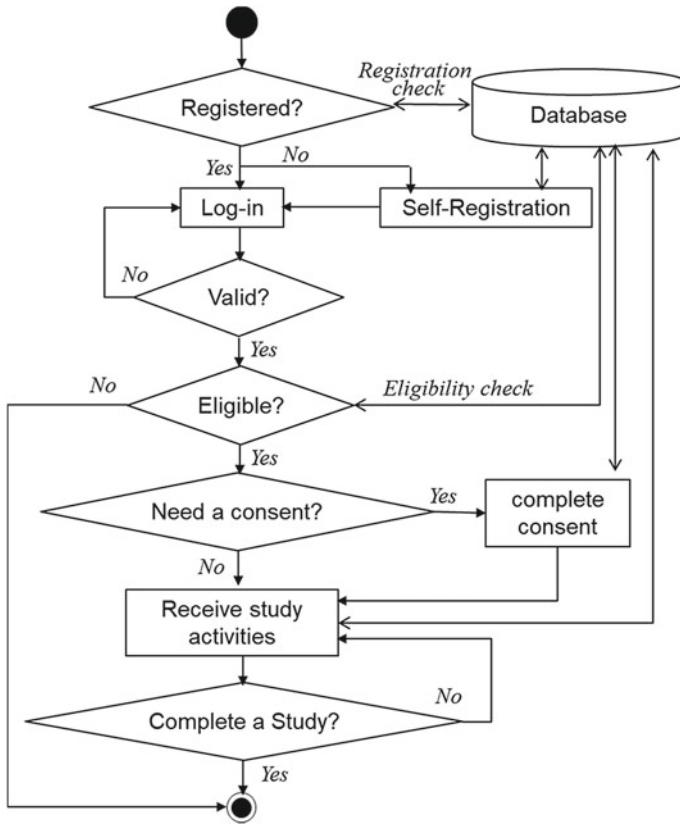 Registration
check
Registered?
Database
Yes
No
Log-in
Self-Registration
No
Valid?
Yes
No
Eligibility check
Eligible?
Yes
Need a consent?
Yes
complete
consent
No
Receive study
activities
No
Complete a Study?
Yes